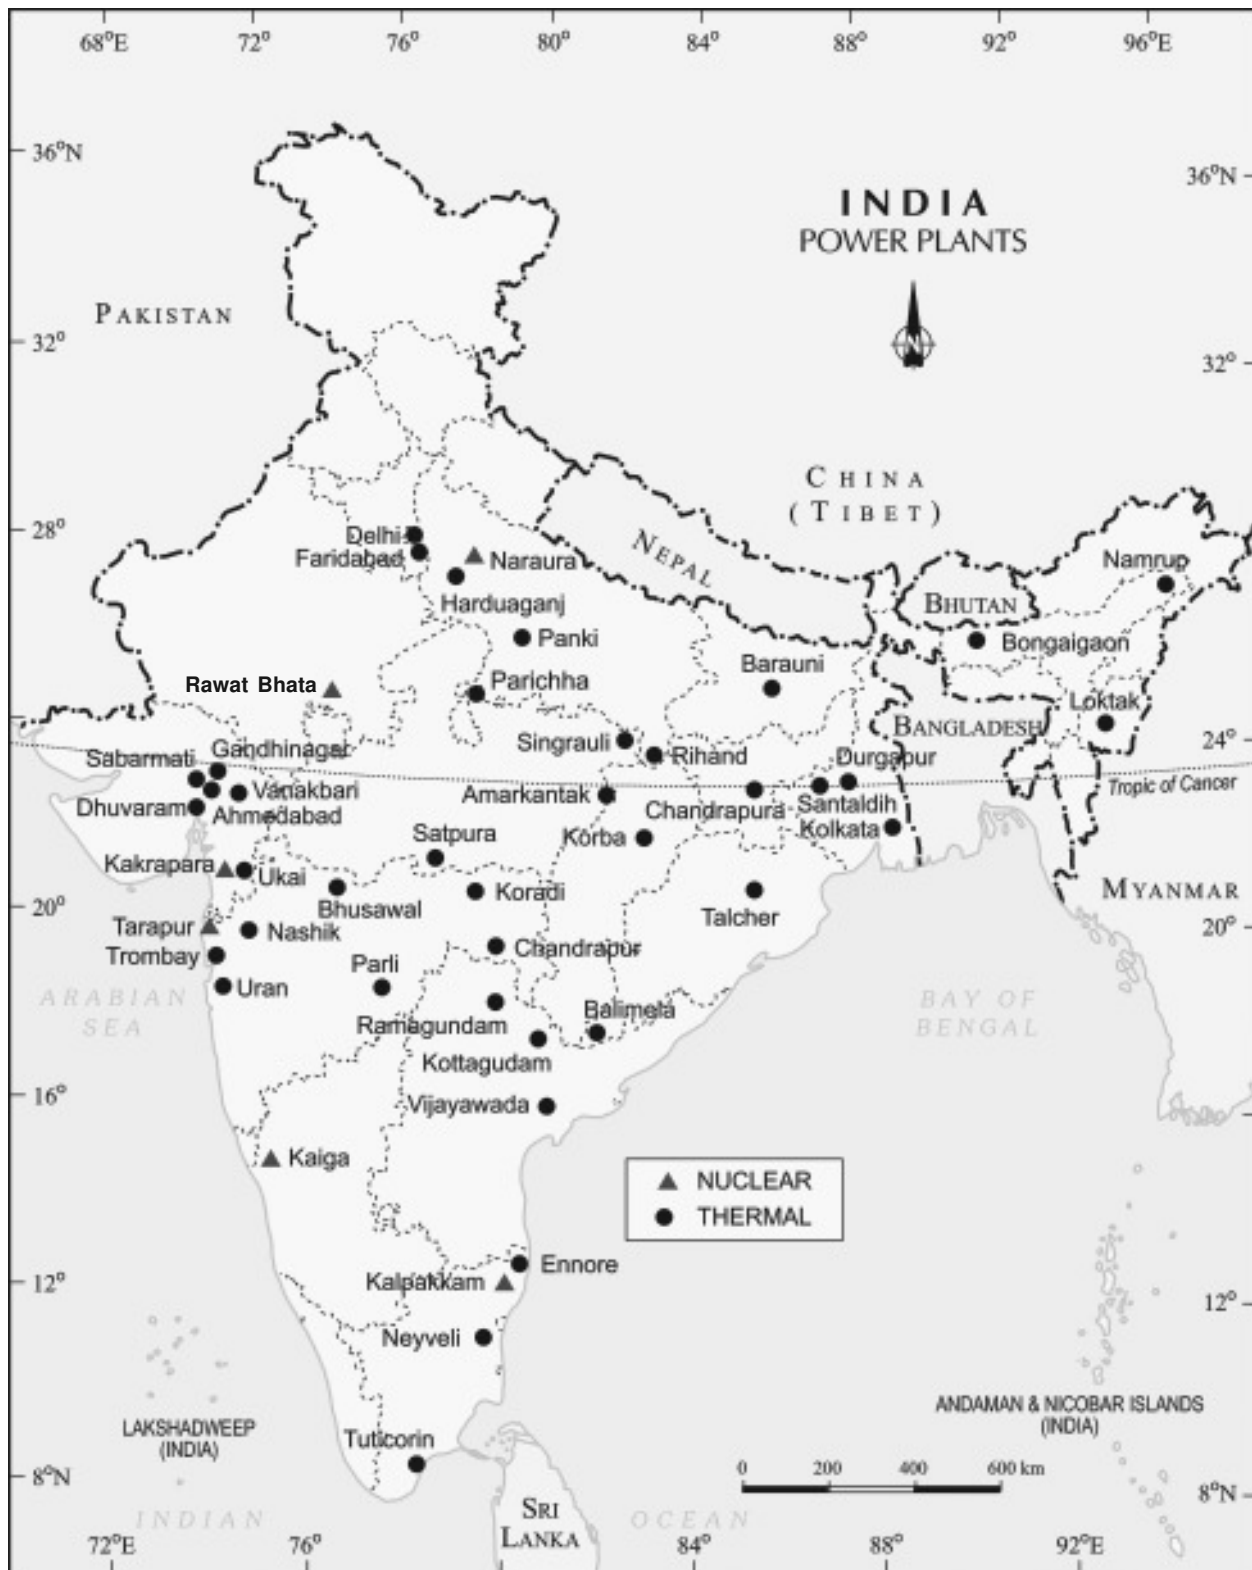 68°E 72° 76° 80° 84° 88° 92° 96°E
36°N
36°N
INDIA
POWER PLANTS
PAKISTAN
N
32°
32°
CHINA
(TIBET)
28°
Delhi
Faridabad
Naraura
NEPAL
Namrup
Harduaganj
BHUTAN
Panki
Bongaigaon
Barauni
Rawat Bhata
Parichha
Loktak
BANGLADESH
Singrauli
24°
Gandhinagar
Sabarmati
Rihand
Durgapur
Tropic of Cancer
Vanakbari
Amarkantak
Dhuvaram
Ahmedabad
Chandrapura
Santaldih
Kolkata
Satpura
Korba
Kakrapara
Ukai
Koradi
MYANMAR
Bhusawal
20°
Talcher
20°
Tarapur
Nashik
Trombay
Chandrapur
Parli
Uran
ARABIAN
SEA
BAY OF
BENGAL
Balimela
Ramagundam
Kottagudam
16°
Vijayawada
Kaiga
NUCLEAR
THERMAL
Ennore
12°
Kalpakkam
12°
Neyveli
LAKSHADWEEP
(INDIA)
ANDAMAN & NICOBAR ISLANDS
(INDIA)
Tuticorin
0 200 400 600 km
8°N
8°N
SRI
LANKA
INDIAN OCEAN
72°E 76° 84° 88° 92°E